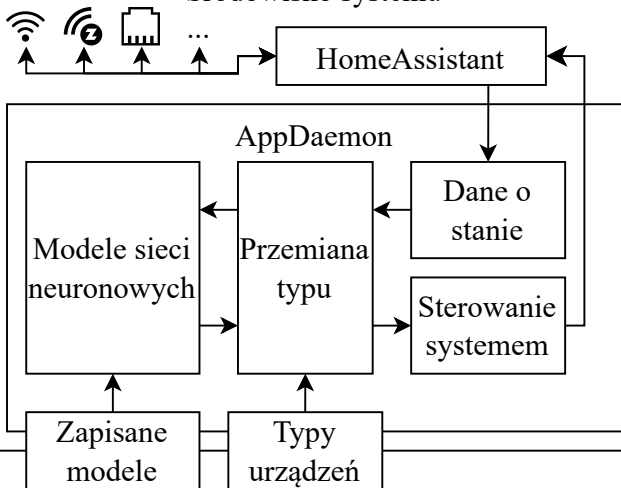 Środowisko systemu
...
HomeAssistant
AppDaemon
Modele sieci
neuronowych
Przemiana
typu
Dane o
stanie
Sterowanie
systemem
Zapisane
modele
Typy
urządzeń